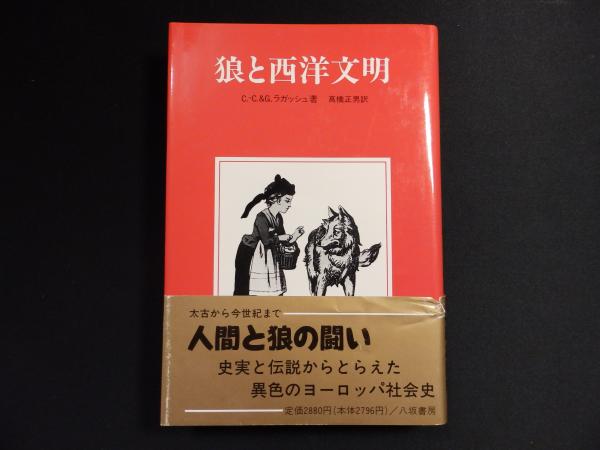 狼と西洋文明
C.-C.&G.ラガッシュ著 高橋正男訳
太古から今世紀まで
人間と狼の闘い
史実と伝説からとらえた
異色のヨーロッパ社会史
定価2880円(本体2796円)/八坂書房